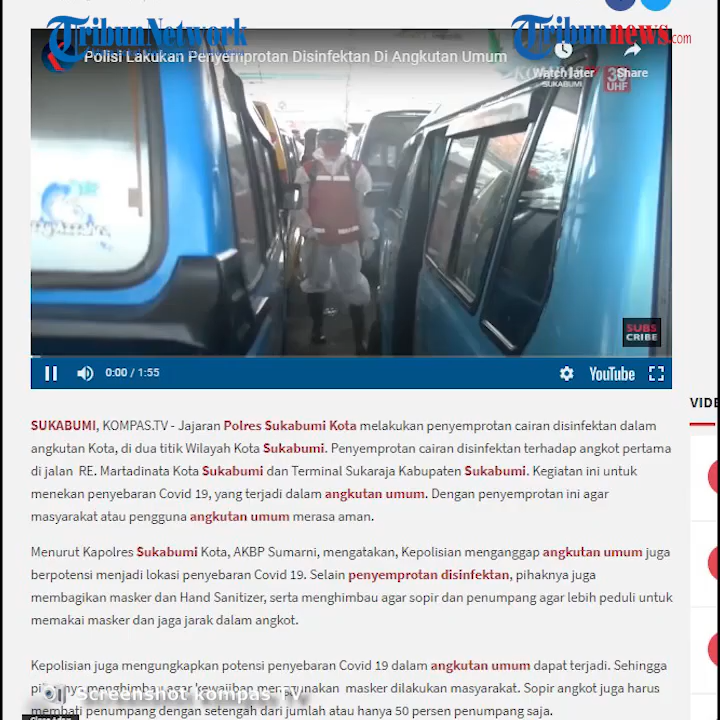 Tribun Network
Tribunnews.com
Polisi Lakukan Penyemprotan Disinfektan Di Angkutan Umum
Watch later
Share
SUKABUMI
UHF
SUBS
CRIBE
0:00 / 1:55
YouTube
VIDE
SUKABUMI, KOMPAS.TV - Jajaran Polres Sukabumi Kota melakukan penyemprotan cairan disinfektan dalam
angkutan Kota, di dua titik Wilayah Kota Sukabumi. Penyemprotan cairan disinfektan terhadap angkot pertama
di jalan RE. Martadinata Kota Sukabumi dan Terminal Sukaraja Kabupaten Sukabumi. Kegiatan ini untuk
menekan penyebaran Covid 19, yang terjadi dalam angkutan umum. Dengan penyemprotan ini agar
masyarakat atau pengguna angkutan umum merasa aman.
Menurut Kapolres Sukabumi Kota, AKBP Sumarni, mengatakan, Kepolisian menganggap angkutan umum juga
berpotensi menjadi lokasi penyebaran Covid 19. Selain penyemprotan disinfektan, pihaknya juga
membagikan masker dan Hand Sanitizer, serta menghimbau agar sopir dan penumpang agar lebih peduli untuk
memakai masker dan jaga jarak dalam angkot.
Kepolisian juga mengungkapkan potensi penyebaran Covid 19 dalam angkutan umum dapat terjadi. Sehingga
menghimbau agar kewajiban menggunakan masker dilakukan masyarakat. Sopir angkot juga harus
Screenshot kompas TV
membati penumpang dengan setengah dari jumlah atau hanya 50 persen penumpang saja.